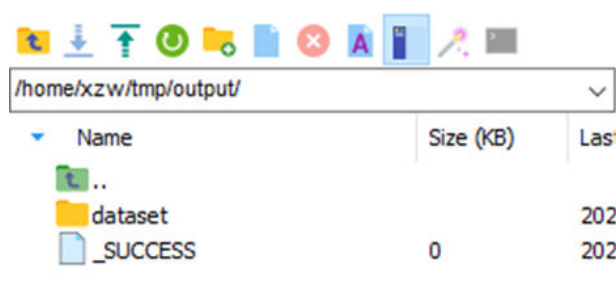 /home/xzw/tmp/output/
Name Size (KB) Las
..
dataset 202
_SUCCESS 0 202